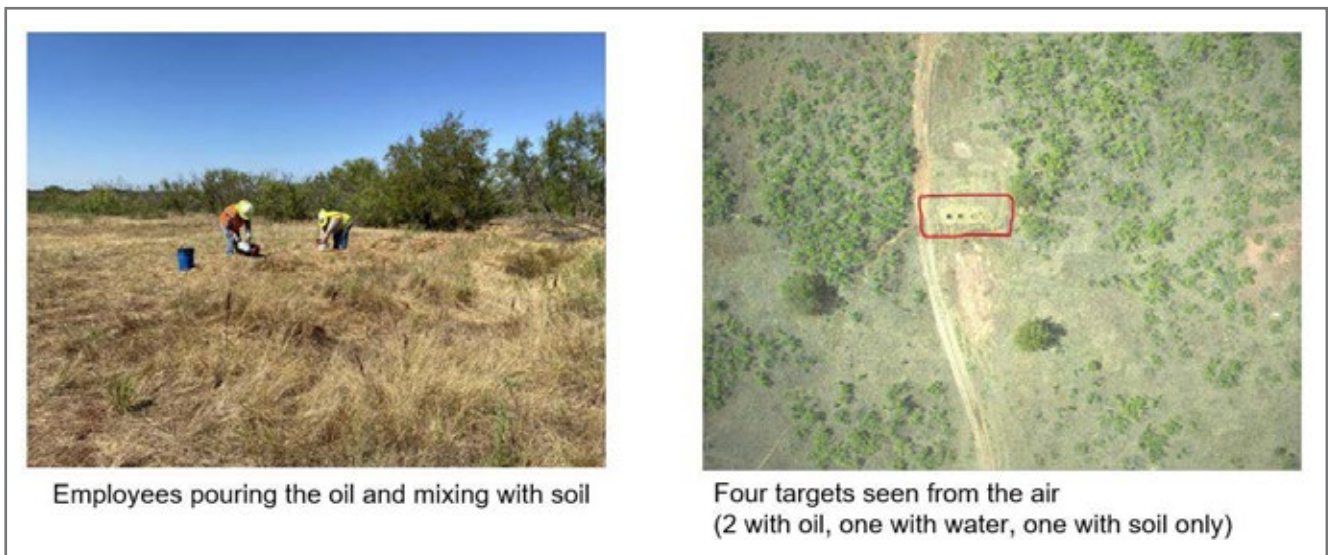 Employees pouring the oil and mixing with soil
Four targets seen from the air
(2 with oil, one with water, one with soil only)